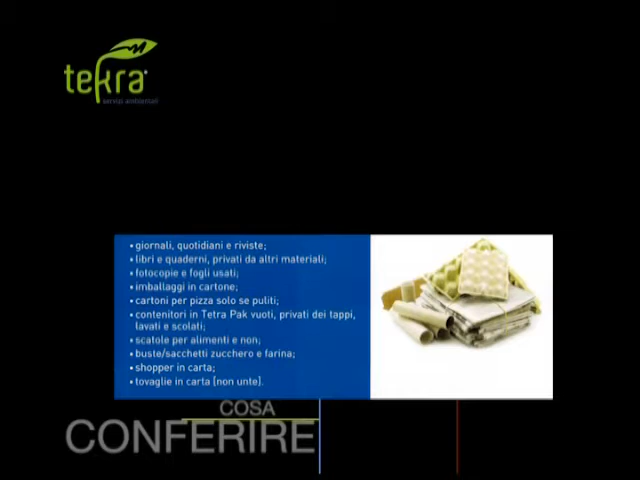 tekra
servizi ambientali
• giornali, quotidiani e riviste;
• libri e quaderni, privati da altri materiali;
• fotocopie e fogli usati;
• imballaggi in cartone;
• cartoni per pizza solo se puliti;
• contenitori in Tetra Pak vuoti, privati dei tappi,
lavati e scolati;
• scatole per alimenti e non;
• buste/sacchetti zucchero e farina;
• shopper in carta;
• tovaglie in carta [non unte].
COSA
CONFERIRE